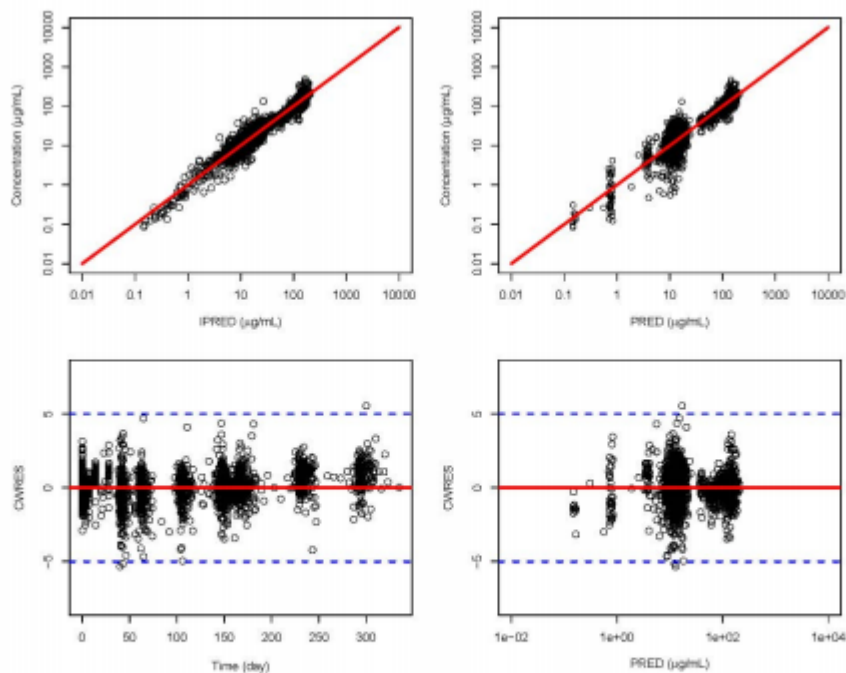 Concentration (µg/mL)
10000
1000
100
10
1
0.1
0.01
0.01 0.1 1 10 100 1000 10000
IPRED (µg/mL)
Concentration (µg/mL)
10000
1000
100
10
1
0.1
0.01
0.01 0.1 1 10 100 1000 10000
PRED (µg/mL)
CWRES
5
0
-5
0 50 100 150 200 250 300
Time (day)
CWRES
5
0
-5
1e-02 1e+00 1e+02 1e+04
PRED (µg/mL)